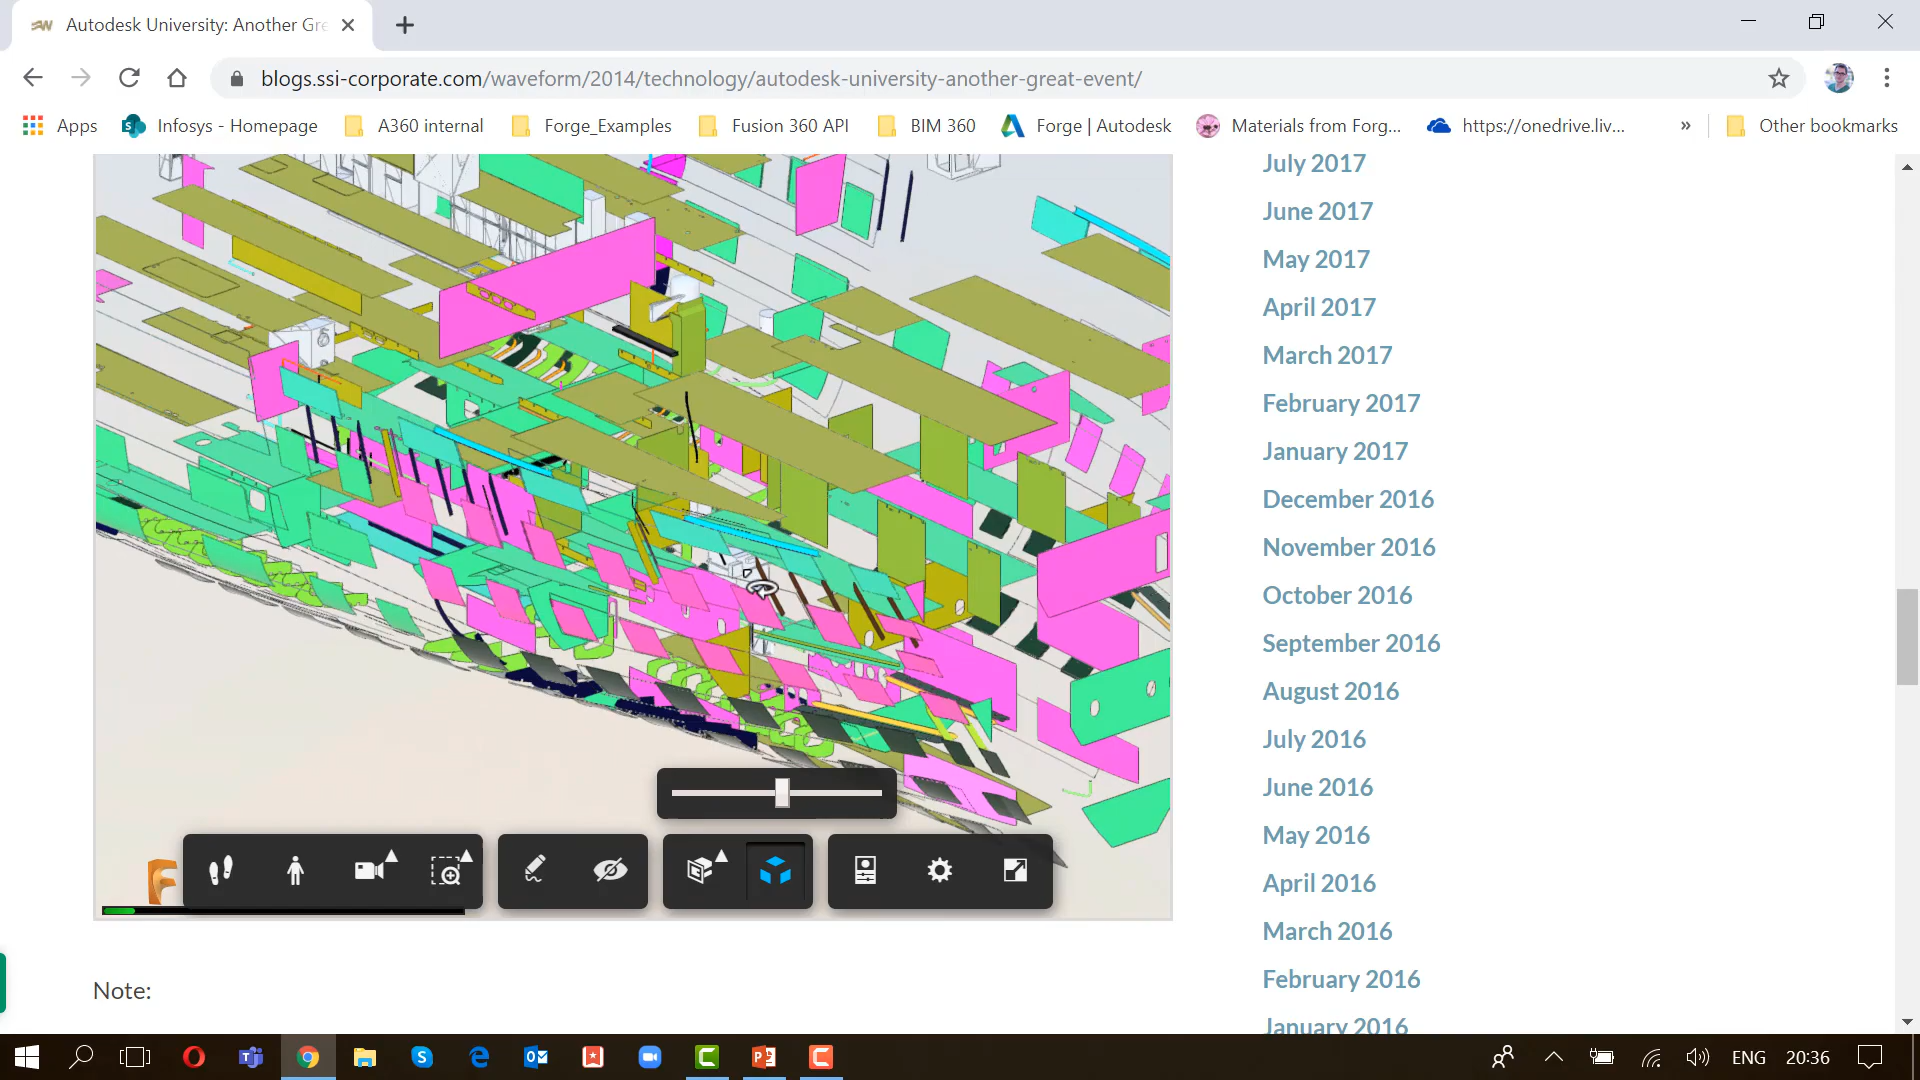 Autodesk University: Another Gre
blogs.ssi-corporate.com/waveform/2014/technology/autodesk-university-another-great-event/
Apps
Infosys - Homepage
A360 internal
Forge_Examples
Fusion 360 API
BIM 360
Forge | Autodesk
Materials from Forg...
https://onedrive.liv...
»
Other bookmarks
July 2017
June 2017
May 2017
April 2017
March 2017
February 2017
January 2017
December 2016
November 2016
October 2016
September 2016
August 2016
July 2016
June 2016
May 2016
April 2016
March 2016
February 2016
January 2016
Note:
ENG
20:36